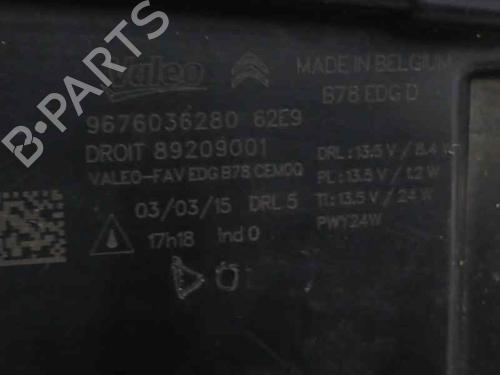 Valeo
MADE IN BELGIUM
B78 EDG D
9676036280 62E9
DROIT 89209001
VALEO-FAV EDG B78 CEMOQ
DRL : 13.5 V / 8.4 W
PL : 13.5 V / 1.2 W
TI : 13.5 V / 24 W
PWY24W
03/03/15 DRL 5
17h18 Ind 0
B PARTS